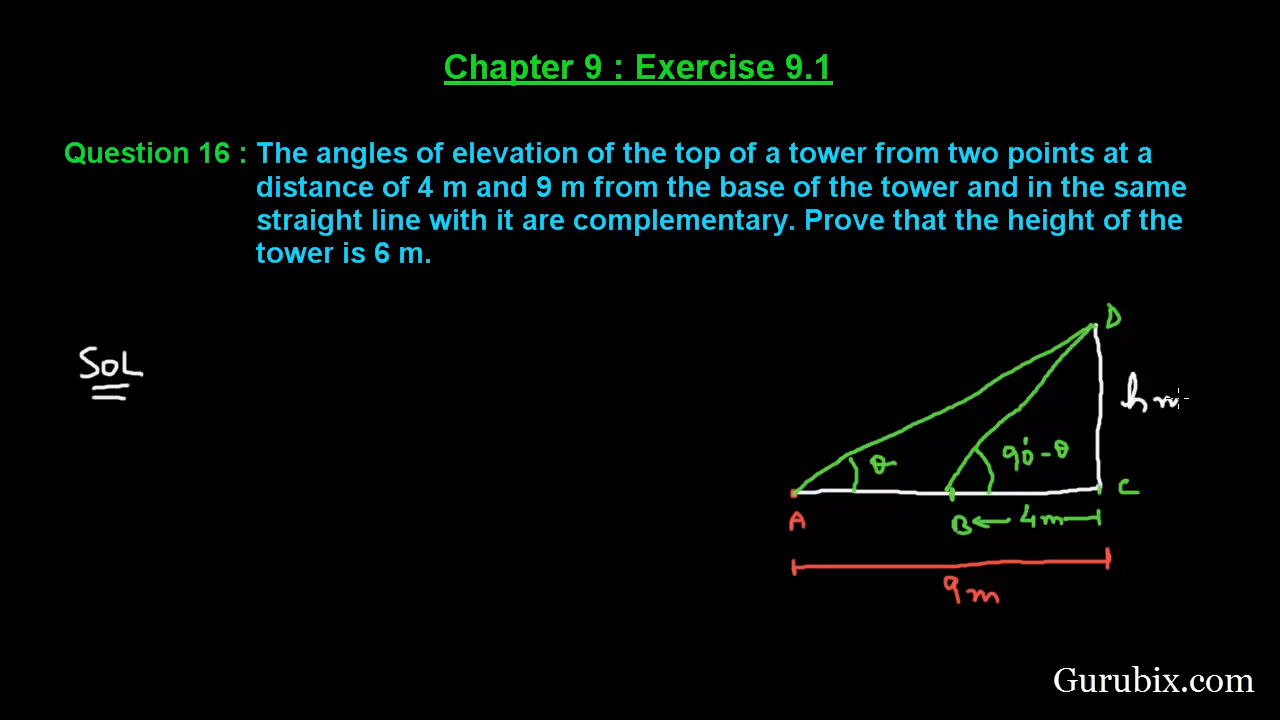 Chapter 9 : Exercise 9.1
Question 16 : The angles of elevation of the top of a tower from two points at a
distance of 4 m and 9 m from the base of the tower and in the same
straight line with it are complementary. Prove that the height of the
tower is 6 m.
SOL
D
h m
θ
90° - θ
A
B
4m
C
9m
Gurubix.com